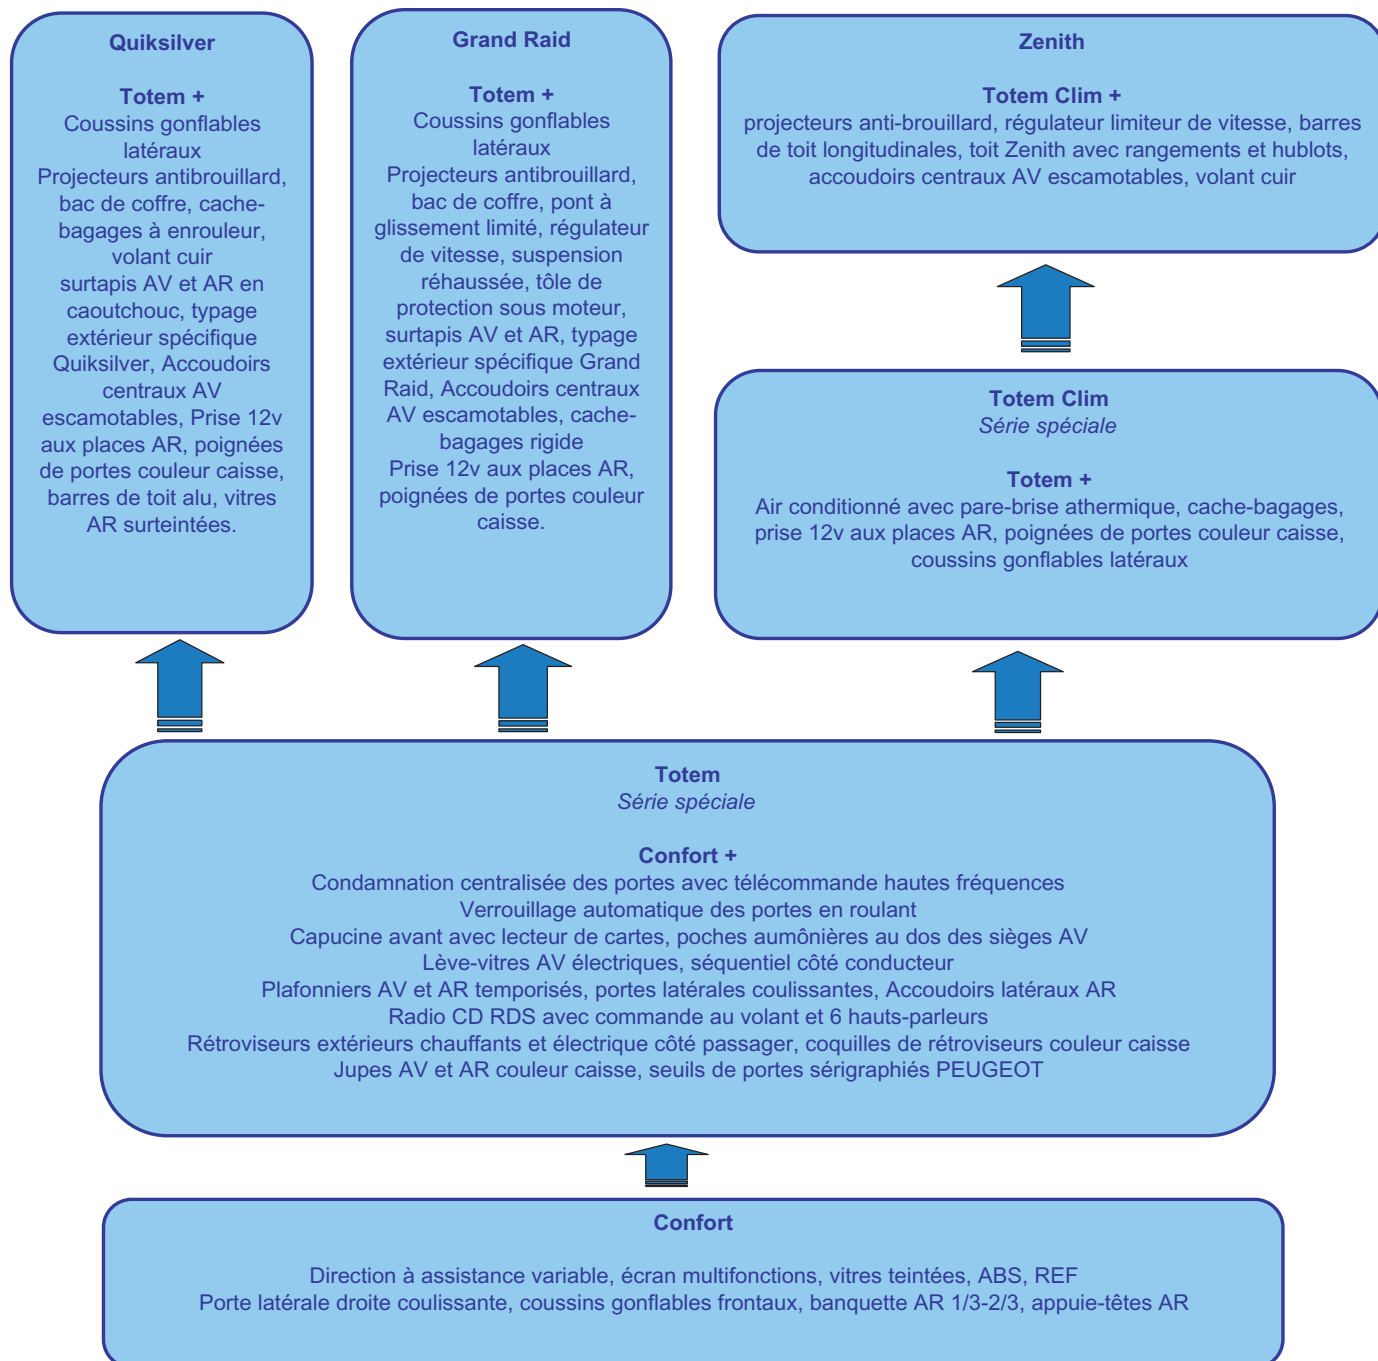 Quiksilver
Totem +
Coussins gonflables
latéraux
Projecteurs antibrouillard,
bac de coffre, cache-
bagages à enrouleur,
volant cuir
surtapis AV et AR en
caoutchouc, typage
extérieur spécifique
Quiksilver, Accoudoirs
centraux AV
escamotables, Prise 12v
aux places AR, poignées
de portes couleur caisse,
barres de toit alu, vitres
AR surteintées.
Grand Raid
Totem +
Coussins gonflables
latéraux
Projecteurs antibrouillard,
bac de coffre, pont à
glissement limité, régulateur
de vitesse, suspension
réhaussée, tôle de
protection sous moteur,
surtapis AV et AR, typage
extérieur spécifique Grand
Raid, Accoudoirs centraux
AV escamotables, cache-
bagages rigide
Prise 12v aux places AR,
poignées de portes couleur
caisse.
Zenith
Totem Clim +
projecteurs anti-brouillard, régulateur limiteur de vitesse, barres
de toit longitudinales, toit Zenith avec rangements et hublots,
accoudoirs centraux AV escamotables, volant cuir
Totem Clim
Série spéciale
Totem +
Air conditionné avec pare-brise athermique, cache-bagages,
prise 12v aux places AR, poignées de portes couleur caisse,
coussins gonflables latéraux
Totem
Série spéciale
Confort +
Condamnation centralisée des portes avec télécommande hautes fréquences
Verrouillage automatique des portes en roulant
Capucine avant avec lecteur de cartes, poches aumônières au dos des sièges AV
Lève-vitres AV électriques, séquentiel côté conducteur
Plafonniers AV et AR temporisés, portes latérales coulissantes, Accoudoirs latéraux AR
Radio CD RDS avec commande au volant et 6 hauts-parleurs
Rétroviseurs extérieurs chauffants et électrique côté passager, coquilles de rétroviseurs couleur caisse
Jupes AV et AR couleur caisse, seuils de portes sérigraphiés PEUGEOT
Confort
Direction à assistance variable, écran multifonctions, vitres teintées, ABS, REF
Porte latérale droite coulissante, coussins gonflables frontaux, banquette AR 1/3-2/3, appuie-têtes AR